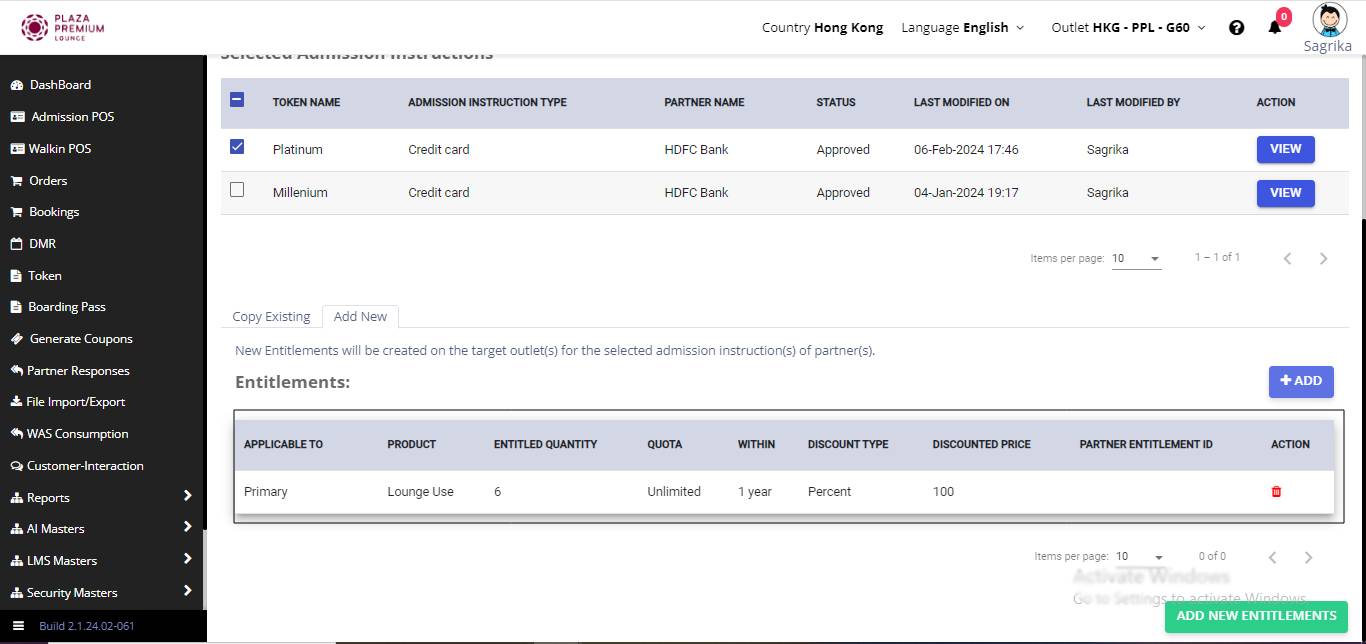 PLAZA
PREMIUM
LOUNGE
Country Hong Kong
Language English
Outlet HKG - PPL - G60
0
Sagrika
DashBoard
Admission POS
Walkin POS
Orders
Bookings
DMR
Token
Boarding Pass
Generate Coupons
Partner Responses
File Import/Export
WAS Consumption
Customer-Interaction
Reports
AI Masters
LMS Masters
Security Masters
Build 2.1.24.02-061
Selected Admission Instructions
TOKEN NAME ADMISSION INSTRUCTION TYPE PARTNER NAME STATUS LAST MODIFIED ON LAST MODIFIED BY ACTION
Platinum Credit card HDFC Bank Approved 06-Feb-2024 17:46 Sagrika VIEW
Millenium Credit card HDFC Bank Approved 04-Jan-2024 19:17 Sagrika VIEW
Items per page: 10 1 – 1 of 1
Copy Existing Add New
New Entitlements will be created on the target outlet(s) for the selected admission instruction(s) of partner(s).
Entitlements:
ADD
APPLICABLE TO PRODUCT ENTITLED QUANTITY QUOTA WITHIN DISCOUNT TYPE DISCOUNTED PRICE PARTNER ENTITLEMENT ID ACTION
Primary Lounge Use 6 Unlimited 1 year Percent 100
Items per page: 10 0 of 0
Activate Windows
Go to Settings to activate Windows.
ADD NEW ENTITLEMENTS